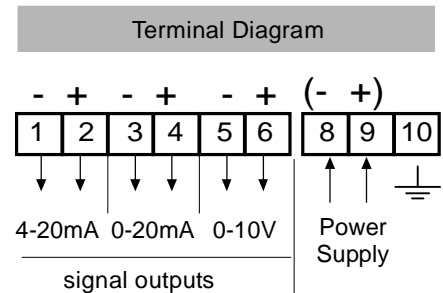 Terminal Diagram
- + - + - + (- +)
1 2 3 4 5 6 8 9 10
4-20mA 0-20mA 0-10V Power
Supply
signal outputs